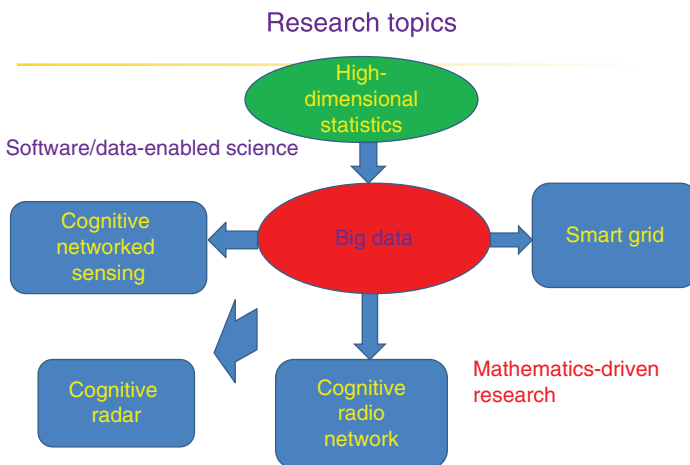 Research topics
High-
dimensional
statistics
Software/data-enabled science
Cognitive
networked
sensing
Big data
Smart grid
Cognitive
radar
Cognitive
radio
network
Mathematics-driven
research